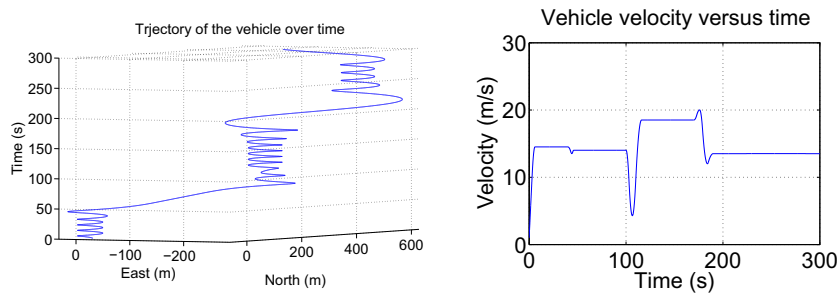 Trjectory of the vehicle over time
300
250
200
150
100
50
0
Time (s)
0 −100 −200 0 200 400 600
East (m) North (m)
Vehicle velocity versus time
30
20
10
0
Velocity (m/s)
0 100 200 300
Time (s)